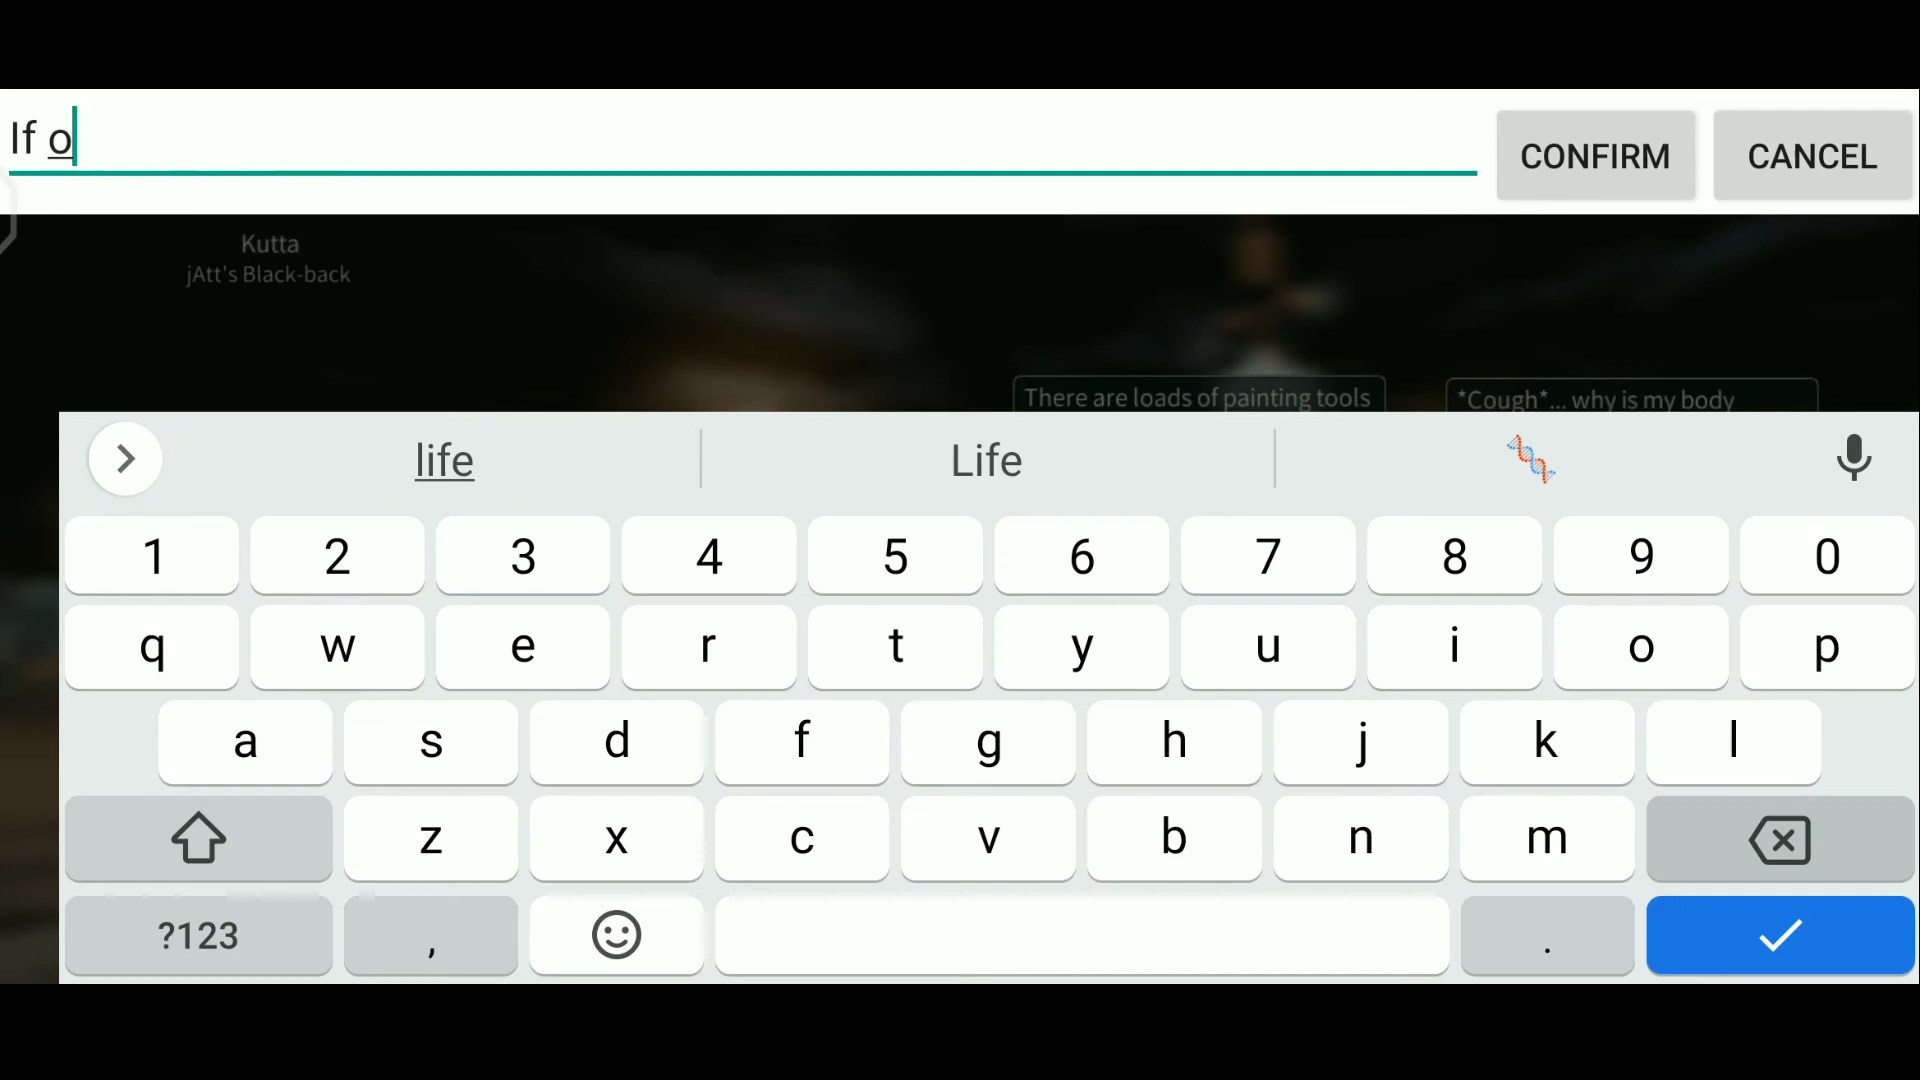 If o
CONFIRM
CANCEL
Kutta
jAtt's Black-back
There are loads of painting tools
*Cough*... why is my body
life
Life
1 2 3 4 5 6 7 8 9 0
q w e r t y u i o p
a s d f g h j k l
z x c v b n m
?123 , .